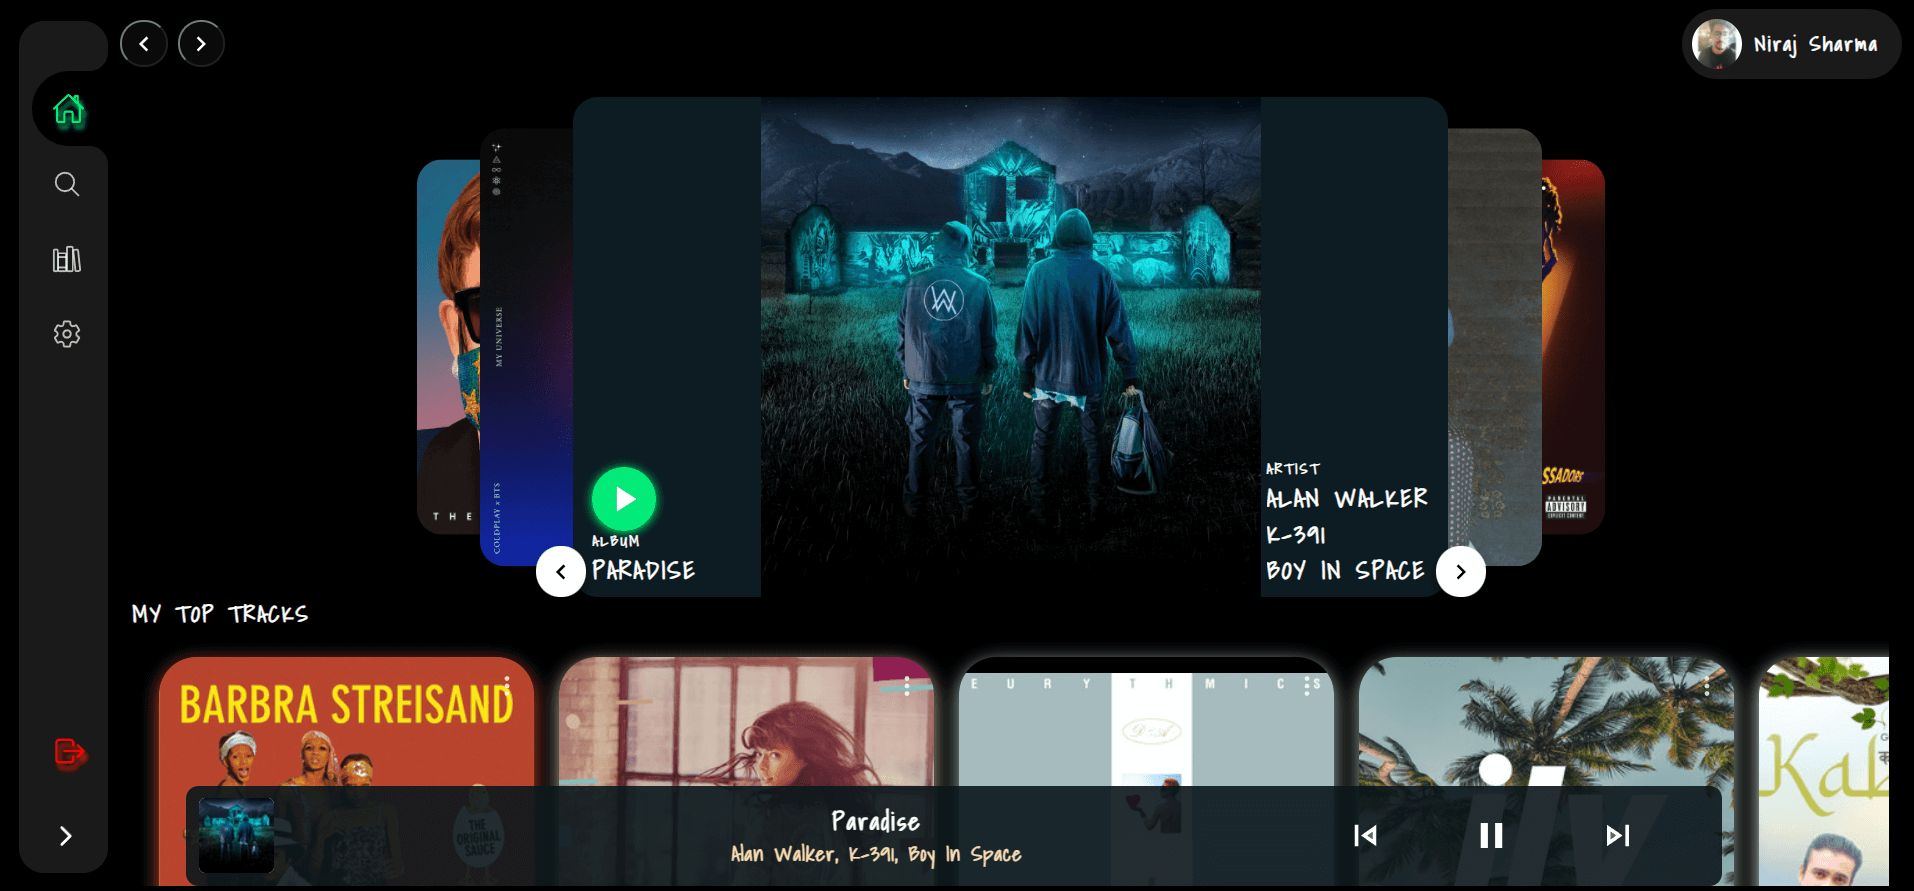 Niraj Sharma
MY UNIVERSE
COLDPLAY x BTS
T H E
ALBUM
PARADISE
ARTIST
ALAN WALKER
K-391
BOY IN SPACE
SSADORS
PARENTAL
ADVISORY
EXPLICIT CONTENT
MY TOP TRACKS
BARBRA STREISAND
THE
ORIGINAL
SAUCE
E U R Y T H M I C S
Kal
Paradise
Alan Walker, K-391, Boy In Space